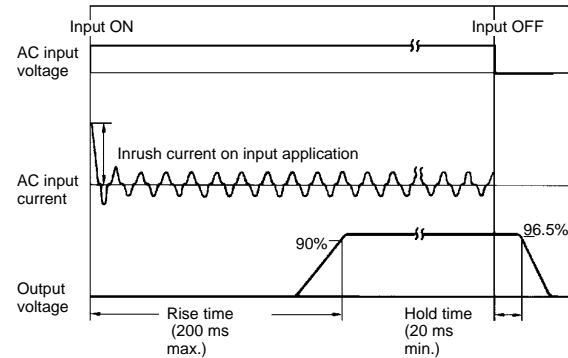 Input ON
Input OFF
AC input
voltage
Inrush current on input application
AC input
current
90%
96.5%
Output
voltage
Rise time
(200 ms
max.)
Hold time
(20 ms
min.)